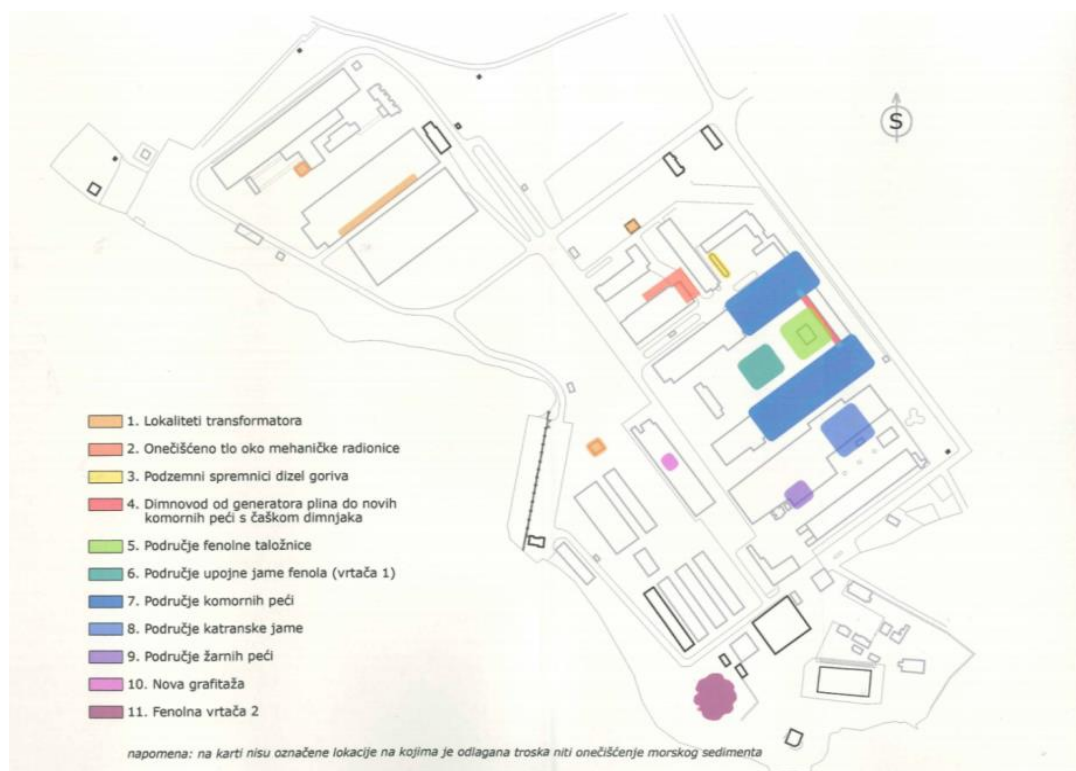 S
1. Lokaliteti transformatora
2. Onečišćeno tlo oko mehaničke radionice
3. Podzemni spremnici dizel goriva
4. Dimnovod od generatora plina do novih
komornih peći s čaškom dimnjaka
5. Područje fenolne taložnice
6. Područje upojne jame fenola (vrtača 1)
7. Područje komornih peći
8. Područje katranske jame
9. Područje žarnih peći
10. Nova grafitaža
11. Fenolna vrtača 2
napomena: na karti nisu označene lokacije na kojima je odlagana troska niti onečišćenje morskog sedimenta